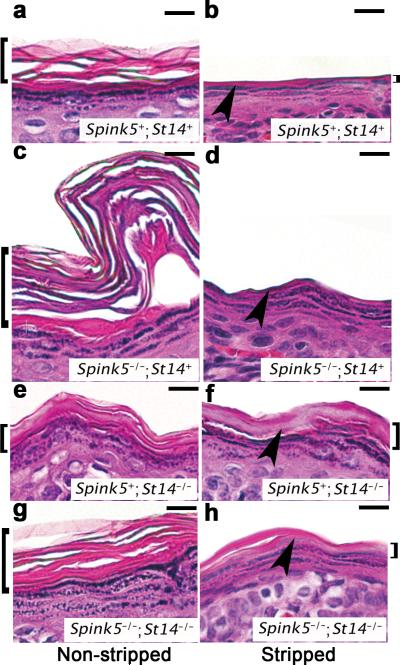 a
b
Spink5⁺;St14⁺
Spink5⁺;St14⁺
c
d
Spink5⁻/⁻;St14⁺
Spink5⁻/⁻;St14⁺
e
f
Spink5⁺;St14⁻/⁻
Spink5⁺;St14⁻/⁻
g
h
Spink5⁻/⁻;St14⁻/⁻
Spink5⁻/⁻;St14⁻/⁻
Non-stripped
Stripped